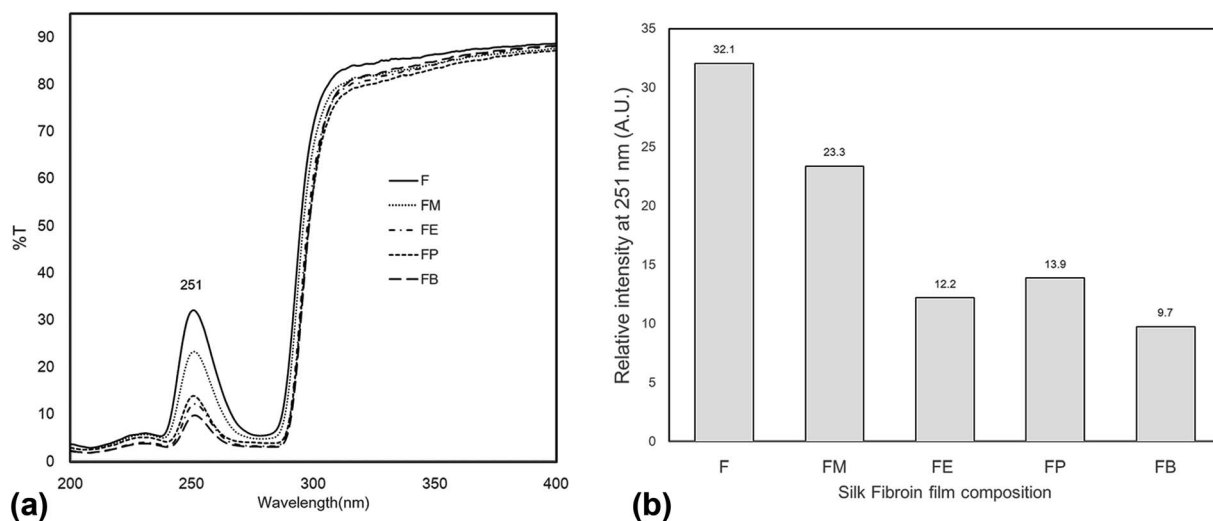 90
80
70
60
50
40
30
20
10
0
%T
251
F
FM
FE
FP
FB
200
250
300
350
400
Wavelength(nm)
(a)
35
30
25
20
15
10
5
0
Relative intensity at 251 nm (A.U.)
32.1
23.3
12.2
13.9
9.7
F
FM
FE
FP
FB
Silk Fibroin film composition
(b)